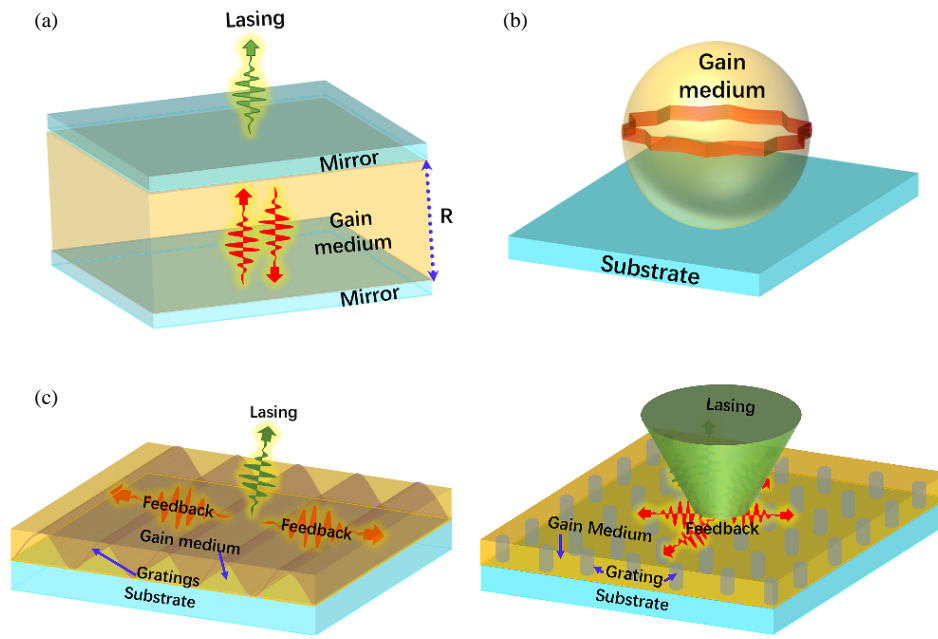 (a)
Lasing
Mirror
R
Gain
medium
Mirror
(b)
Gain
medium
Substrate
(c)
Lasing
Feedback
Feedback
Gain medium
Gratings
Substrate
Lasing
Feedback
Gain Medium
Grating
Substrate